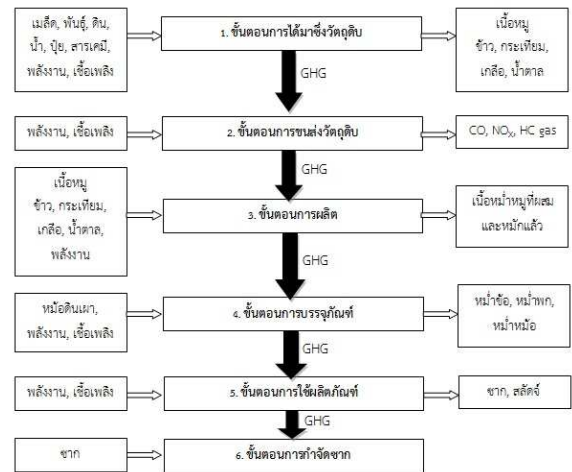 เมล็ด, พันธุ์, ดิน,
น้ำ, ปุ๋ย, สารเคมี,
พลังงาน, เชื้อเพลิง
1. ขั้นตอนการได้มาซึ่งวัตถุดิบ
เนื้อหมู
ข้าว, กระเทียม,
เกลือ, น้ำตาล
GHG
พลังงาน, เชื้อเพลิง
2. ขั้นตอนการขนส่งวัตถุดิบ
CO, NOx, HC gas
GHG
เนื้อหมู
ข้าว, กระเทียม,
เกลือ, น้ำตาล,
พลังงาน
3. ขั้นตอนการผลิต
เนื้อหม่ำหมูที่ผสม
และหมักแล้ว
GHG
หม้อดินเผา,
พลังงาน, เชื้อเพลิง
4. ขั้นตอนการบรรจุภัณฑ์
หม่ำข้อ, หม่ำพก,
หม่ำหม้อ
GHG
พลังงาน, เชื้อเพลิง
5. ขั้นตอนการใช้ผลิตภัณฑ์
ซาก, สลัดจ์
GHG
ซาก
6. ขั้นตอนการกำจัดซาก